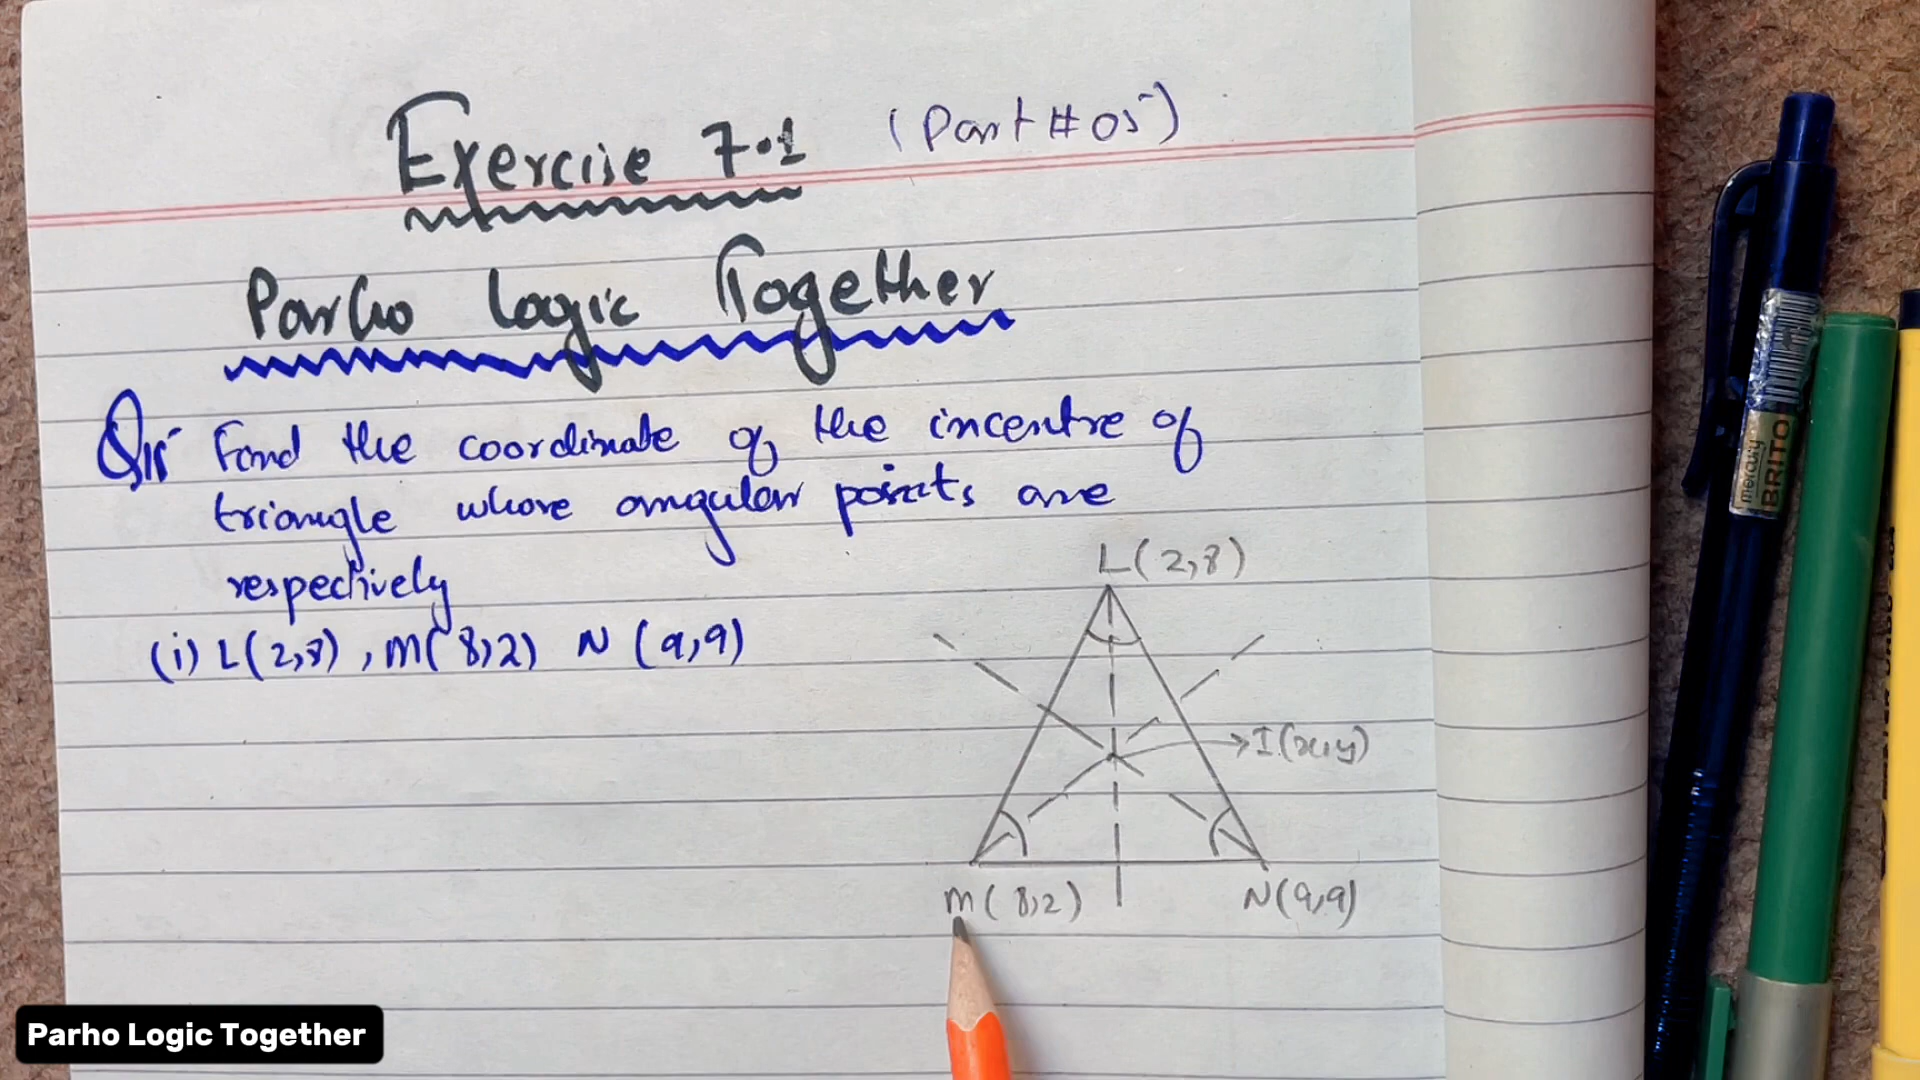 Exercise 7.1 (Part # 05)
Parho Logic Together
Q15 Find the coordinate of the incentre of
triangle whose angular points are
respectively
(i) L(2,8) , M(8,2) N (9,9)
L(2,8)
I(x,y)
M(8,2)
N(9,9)
mercury
BRITO
Parho Logic Together